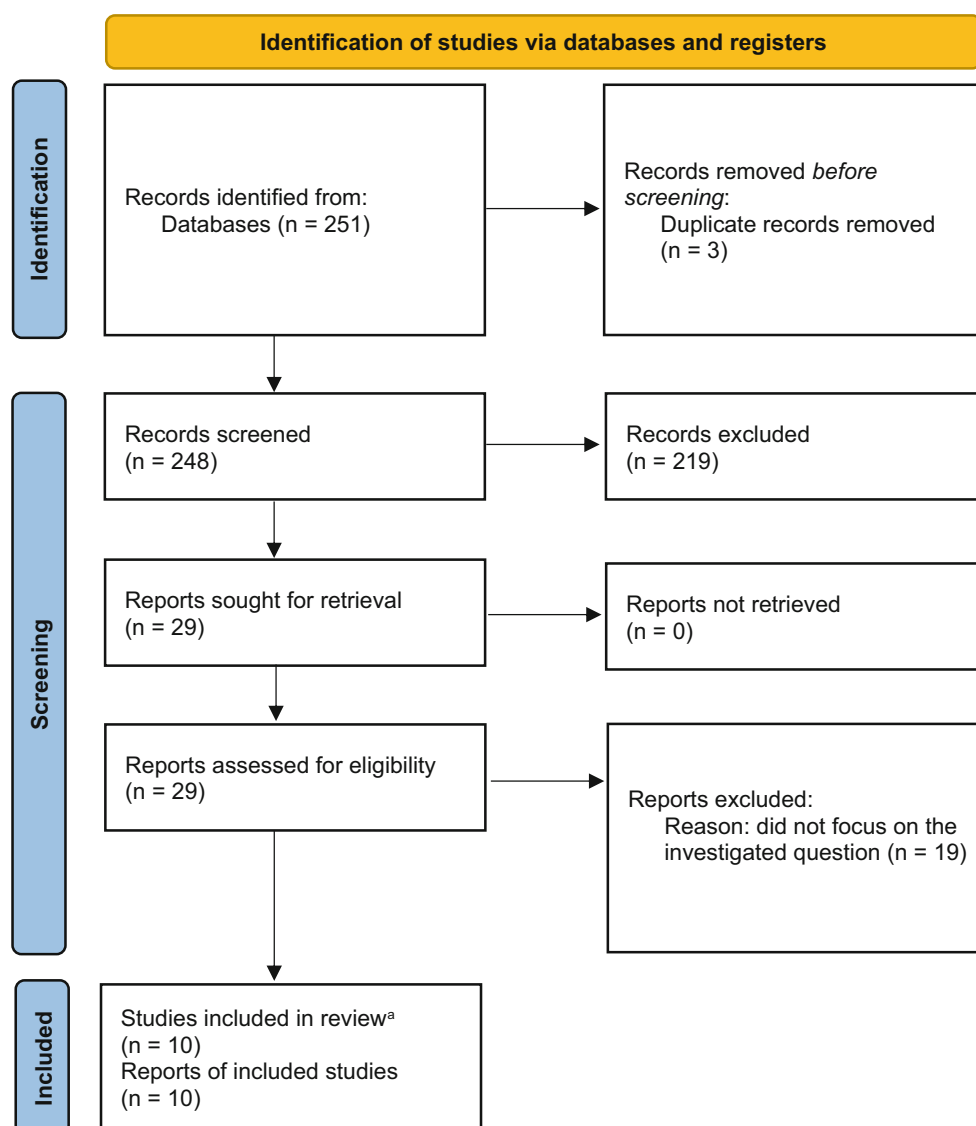 Identification of studies via databases and registers
Identification
Records identified from:
Databases (n = 251)
Records removed before
screening:
Duplicate records removed
(n = 3)
Screening
Records screened
(n = 248)
Records excluded
(n = 219)
Reports sought for retrieval
(n = 29)
Reports not retrieved
(n = 0)
Reports assessed for eligibility
(n = 29)
Reports excluded:
Reason: did not focus on the
investigated question (n = 19)
Included
Studies included in reviewᵃ
(n = 10)
Reports of included studies
(n = 10)